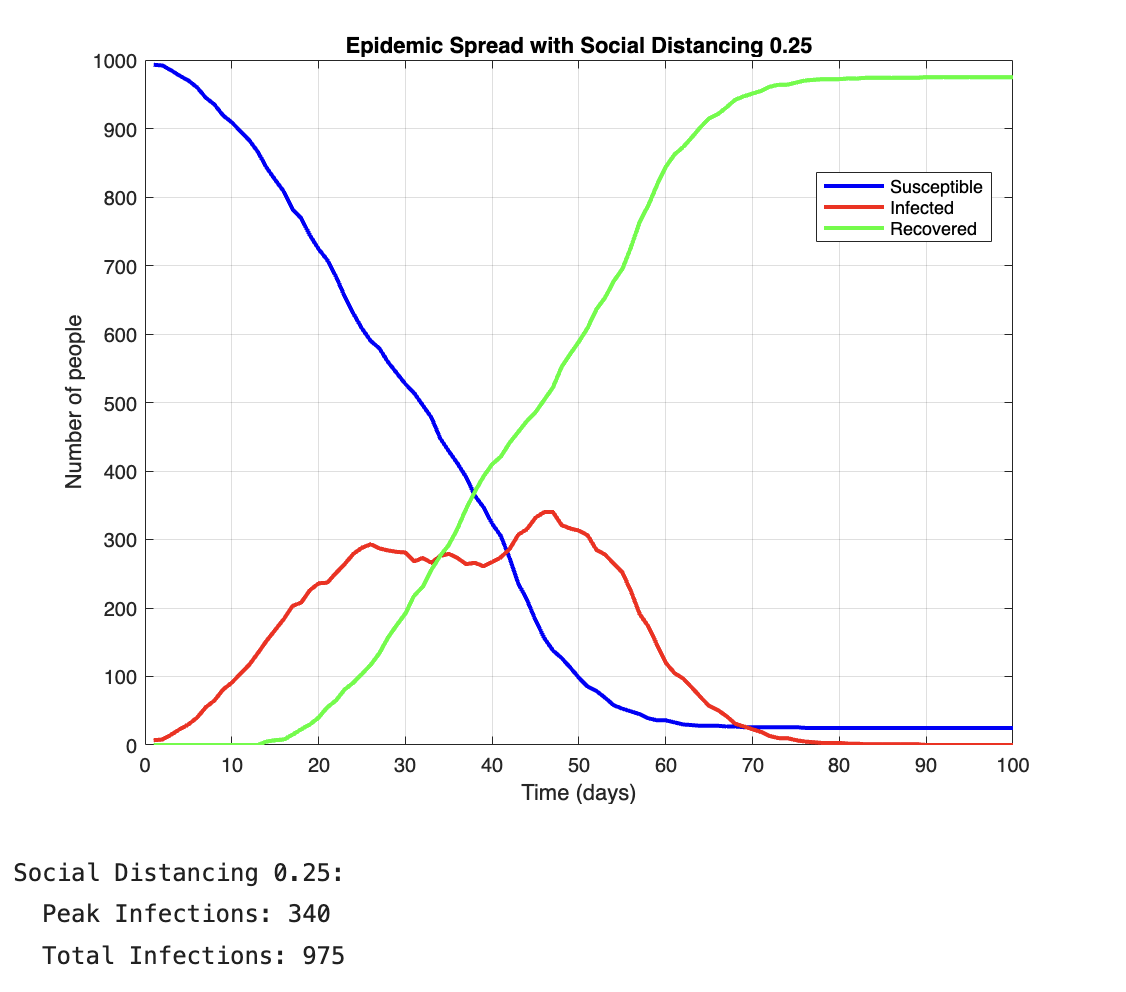 Epidemic Spread with Social Distancing 0.25
1000
900
800
700
600
500
400
300
200
100
0
Number of people
Susceptible
Infected
Recovered
0 10 20 30 40 50 60 70 80 90 100
Time (days)
Social Distancing 0.25:
Peak Infections: 340
Total Infections: 975